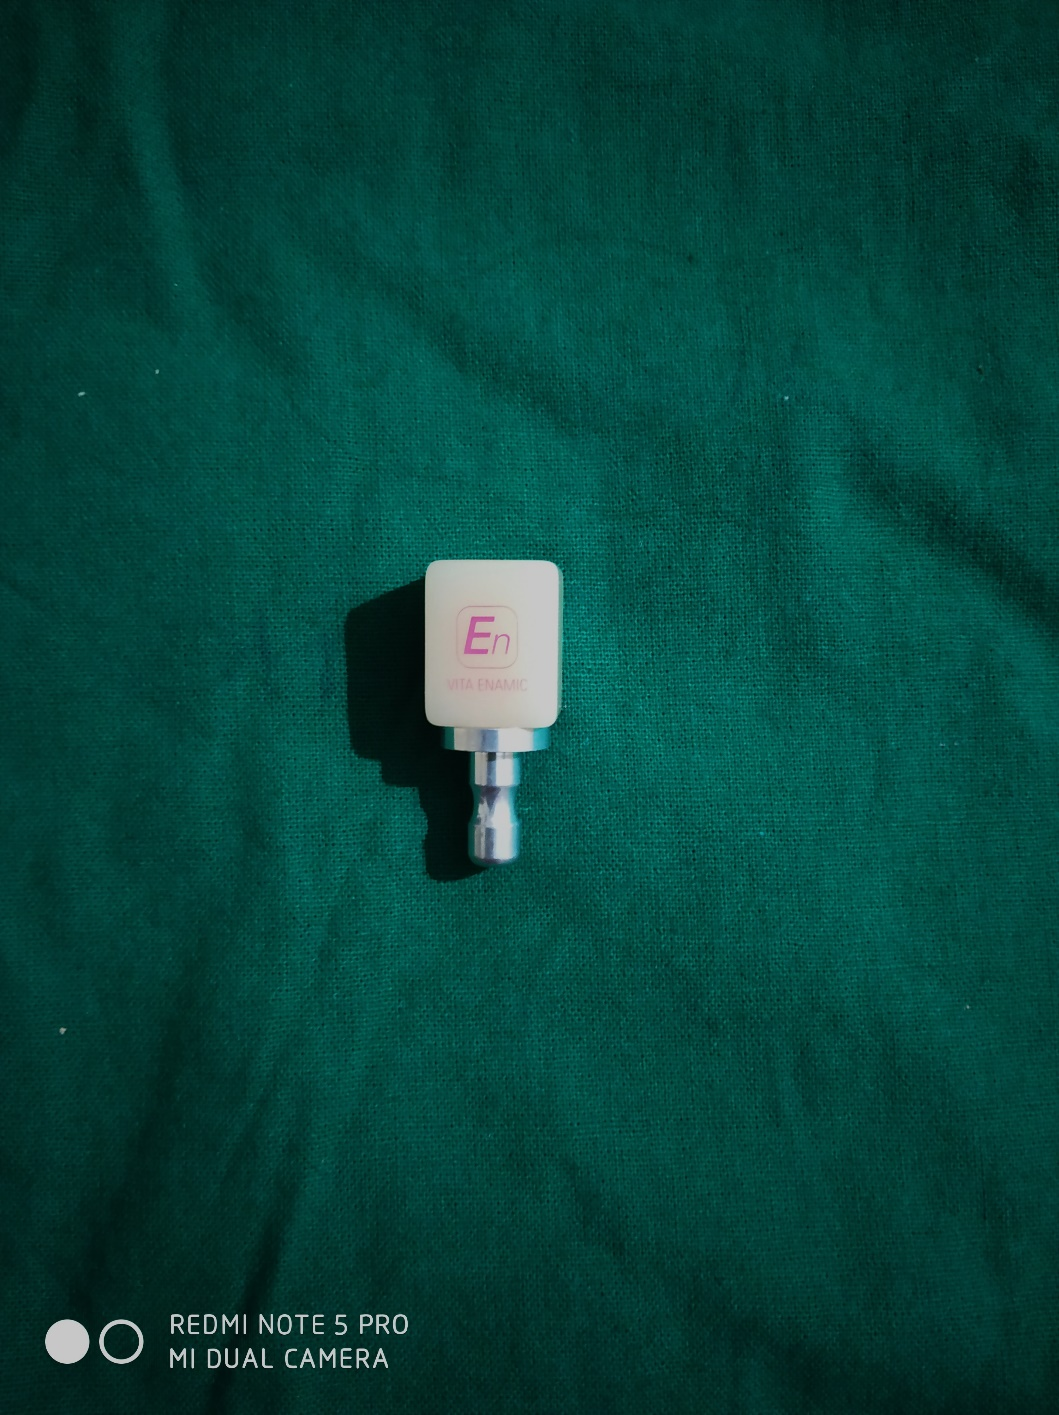 En
VITA ENAMIC
REDMI NOTE 5 PRO
MI DUAL CAMERA